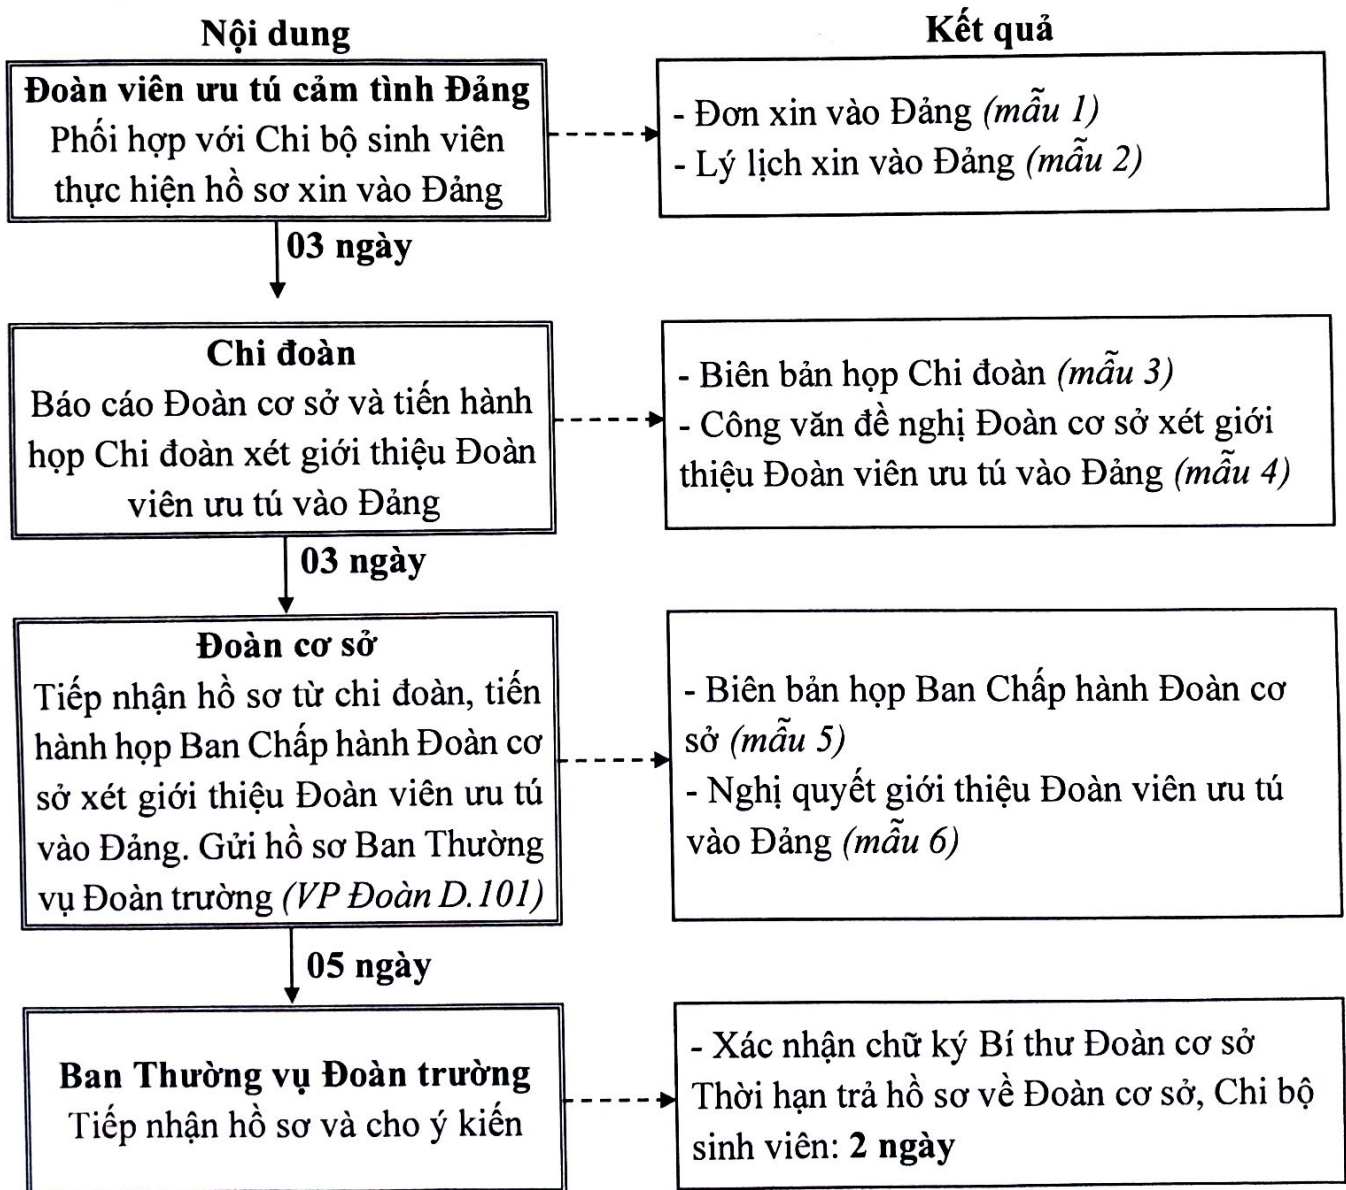 Nội dung
Kết quả
Đoàn viên ưu tú cảm tình Đảng
Phối hợp với Chi bộ sinh viên
thực hiện hồ sơ xin vào Đảng
- Đơn xin vào Đảng (mẫu 1)
- Lý lịch xin vào Đảng (mẫu 2)
03 ngày
Chi đoàn
Báo cáo Đoàn cơ sở và tiến hành
họp Chi đoàn xét giới thiệu Đoàn
viên ưu tú vào Đảng
- Biên bản họp Chi đoàn (mẫu 3)
- Công văn đề nghị Đoàn cơ sở xét giới
thiệu Đoàn viên ưu tú vào Đảng (mẫu 4)
03 ngày
Đoàn cơ sở
Tiếp nhận hồ sơ từ chi đoàn, tiến
hành họp Ban Chấp hành Đoàn cơ
sở xét giới thiệu Đoàn viên ưu tú
vào Đảng. Gửi hồ sơ Ban Thường
vụ Đoàn trường (VP Đoàn D.101)
- Biên bản họp Ban Chấp hành Đoàn cơ
sở (mẫu 5)
- Nghị quyết giới thiệu Đoàn viên ưu tú
vào Đảng (mẫu 6)
05 ngày
Ban Thường vụ Đoàn trường
Tiếp nhận hồ sơ và cho ý kiến
- Xác nhận chữ ký Bí thư Đoàn cơ sở
Thời hạn trả hồ sơ về Đoàn cơ sở, Chi bộ
sinh viên: 2 ngày